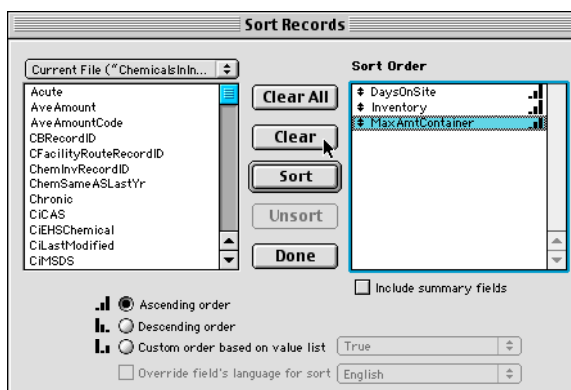 Sort Records
Current File ("ChemicalsInIn...
Acute
AveAmount
AveAmountCode
CBRecordID
CFacilityRouteRecordID
ChemInvRecordID
ChemSameASLastYr
Chronic
CiCAS
CiEHSChemical
CiLastModified
CiMSDS
Clear All
Clear
Sort
Unsort
Done
Sort Order
DaysOnSite
Inventory
MaxAmtContainer
Include summary fields
Ascending order
Descending order
Custom order based on value list
True
Override field's language for sort
English